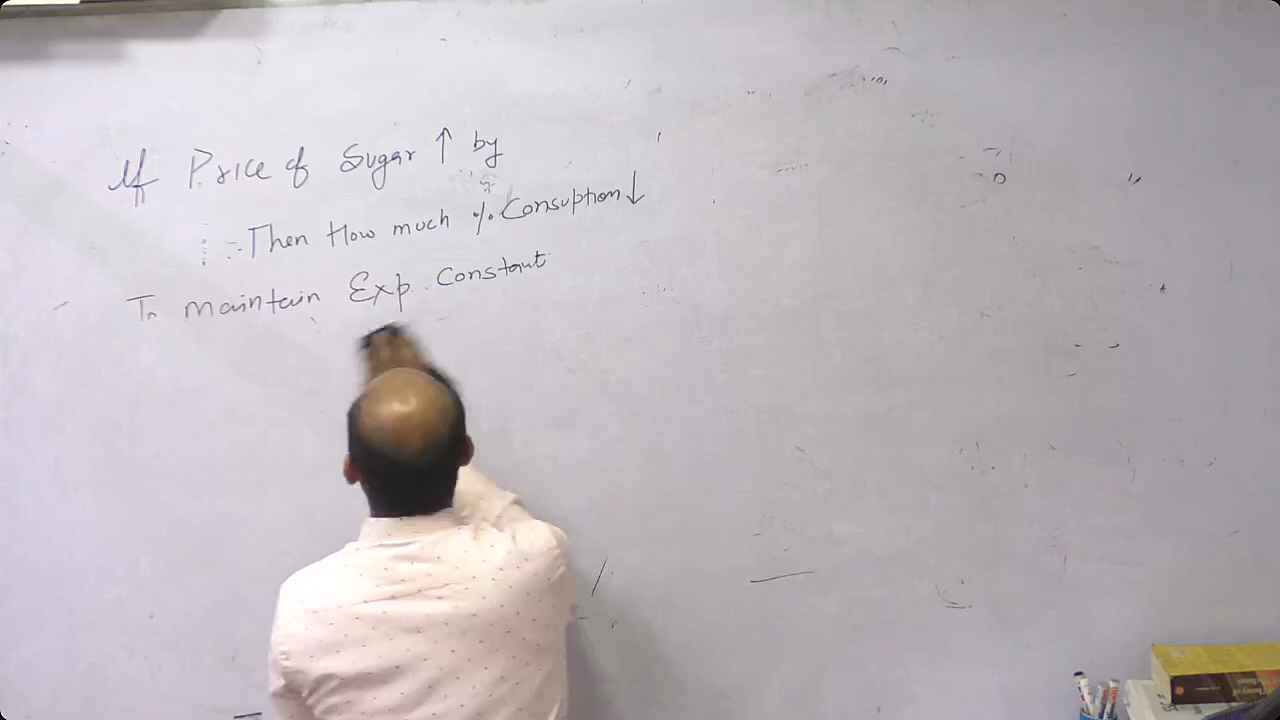 If Price of Sugar ↑ by
∴ Then How much % Consuption ↓
To maintain Exp. Constant